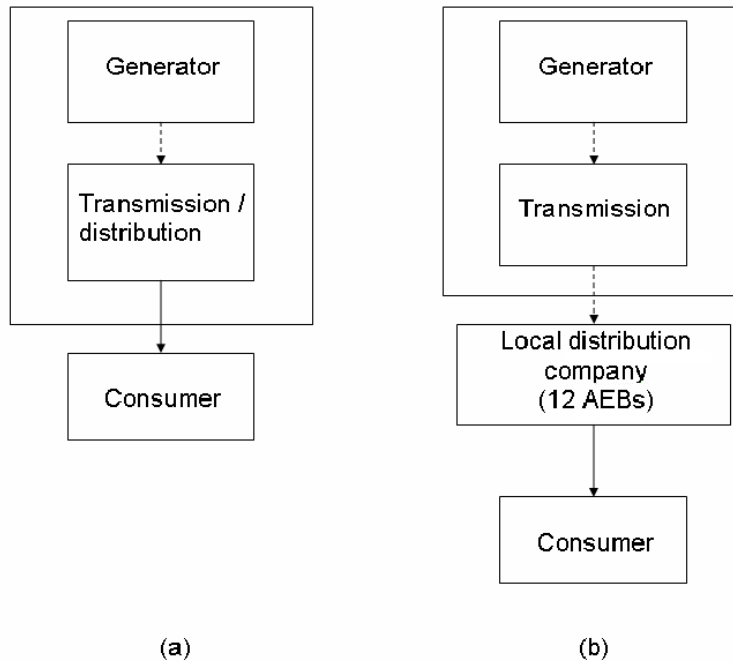 Generator
Transmission /
distribution
Consumer
(a)
Generator
Transmission
Local distribution
company
(12 AEBs)
Consumer
(b)